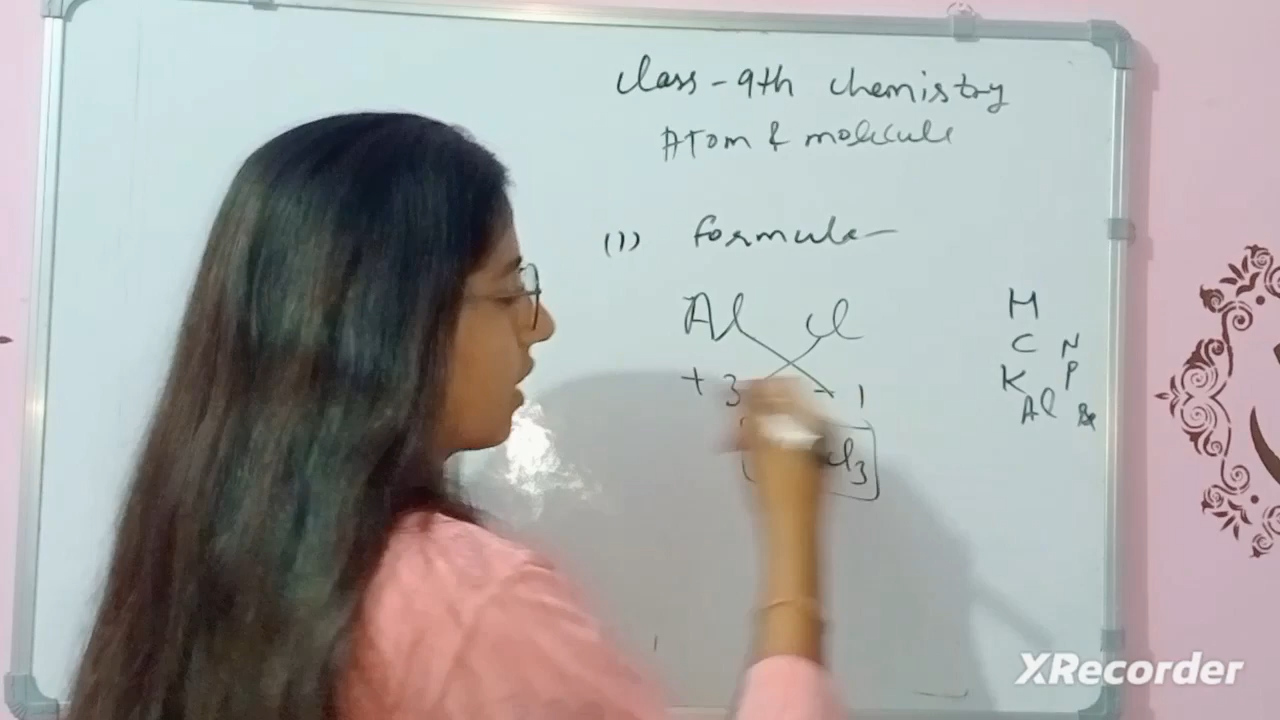 Class - 9th Chemistry
Atom & molecule
(1) Formula
Al Cl
+3 - 1
Cl3
H
C N
K P
Al
XRecorder